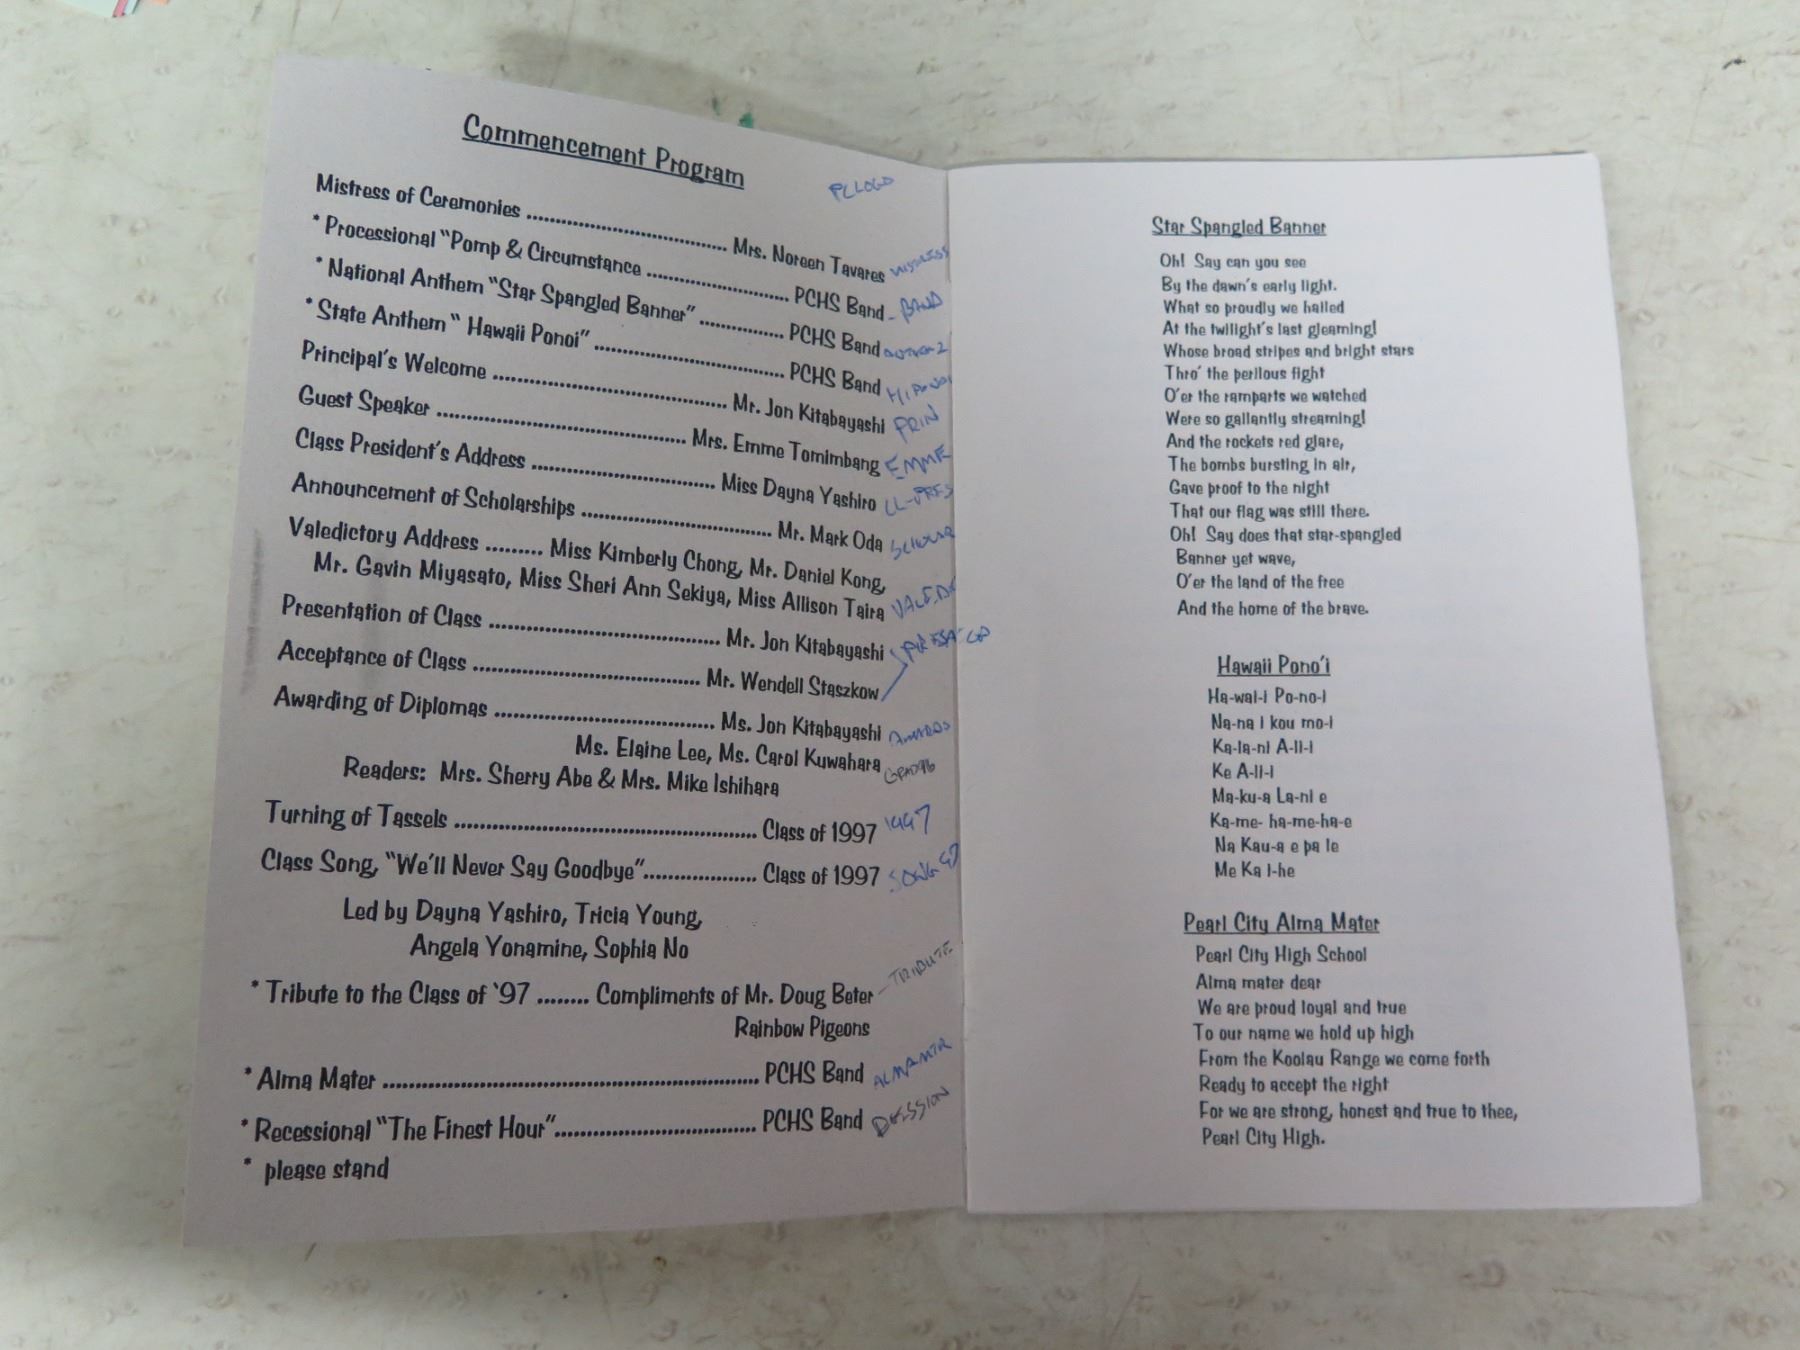 Commencement Program
PCLOGO
Mistress of Ceremonies ........ Mrs. Noreen Tavares MISTRESS
* Processional "Pomp & Circumstance ........ PCHS Band - BAND
* National Anthem "Star Spangled Banner" ........ PCHS Band
* State Anthem " Hawaii Ponoi" ........ PCHS Band HIPONOI
Principal's Welcome ........ Mr. Jon Kitabayashi PRIN
Guest Speaker ........ Mrs. Emme Tomimbang EMME
Class President's Address ........ Miss Dayna Yashiro CL-PRES
Announcement of Scholarships ........ Mr. Mark Oda SCHOLAR
Valedictory Address ......... Miss Kimberly Chong, Mr. Daniel Kong,
Mr. Gavin Miyasato, Miss Sheri Ann Sekiya, Miss Allison Taira VALEDE
Presentation of Class ........ Mr. Jon Kitabayashi
Acceptance of Class ........ Mr. Wendell Staszkow
Awarding of Diplomas ........ Ms. Jon Kitabayashi AWARDS
Ms. Elaine Lee, Ms. Carol Kuwahara GRAD96
Readers: Mrs. Sherry Abe & Mrs. Mike Ishihara
Turning of Tassels ........ Class of 1997 1997
Class Song, "We'll Never Say Goodbye"........ Class of 1997 SONG 97
Led by Dayna Yashiro, Tricia Young,
Angela Yonamine, Sophia No
* Tribute to the Class of '97 ........ Compliments of Mr. Doug Beter - TRIBUTE
Rainbow Pigeons
* Alma Mater ........ PCHS Band ALMAMTR
* Recessional "The Finest Hour"........ PCHS Band
* please stand
Star Spangled Banner
Oh! Say can you see
By the dawn's early light.
What so proudly we hailed
At the twilight's last gleaming!
Whose broad stripes and bright stars
Thro' the perilous fight
O'er the ramparts we watched
Were so gallantly streaming!
And the rockets red glare,
The bombs bursting in air,
Gave proof to the night
That our flag was still there.
Oh! Say does that star-spangled
Banner yet wave,
O'er the land of the free
And the home of the brave.
Hawaii Pono'i
Ha-wai-i Po-no-i
Na-na i kou mo-i
Ka-la-ni A-li-i
Ke A-li-i
Ma-ku-a La-ni e
Ka-me- ha-me-ha-e
Na Kau-a e pa le
Me Ka i-he
Pearl City Alma Mater
Pearl City High School
Alma mater dear
We are proud loyal and true
To our name we hold up high
From the Koolau Range we come forth
Ready to accept the right
For we are strong, honest and true to thee,
Pearl City High.